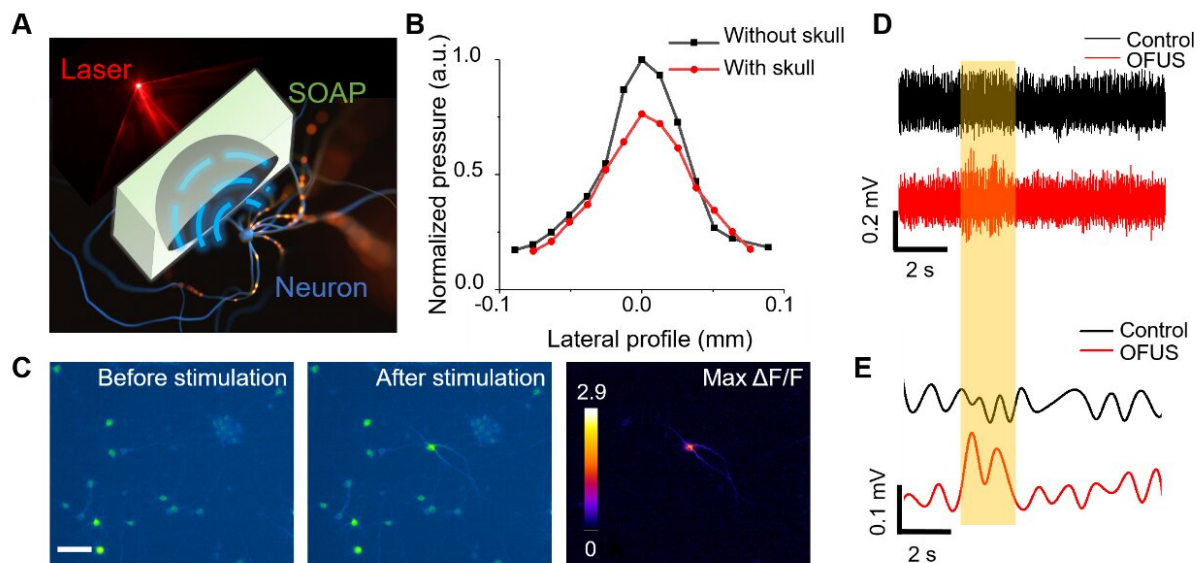 A
Laser
SOAP
Neuron
B
Normalized pressure (a.u.)
1.0
0.5
0.0
-0.1
0.0
0.1
Lateral profile (mm)
Without skull
With skull
C
Before stimulation
After stimulation
Max ΔF/F
2.9
0
D
Control
OFUS
0.2 mV
2 s
E
Control
OFUS
0.1 mV
2 s